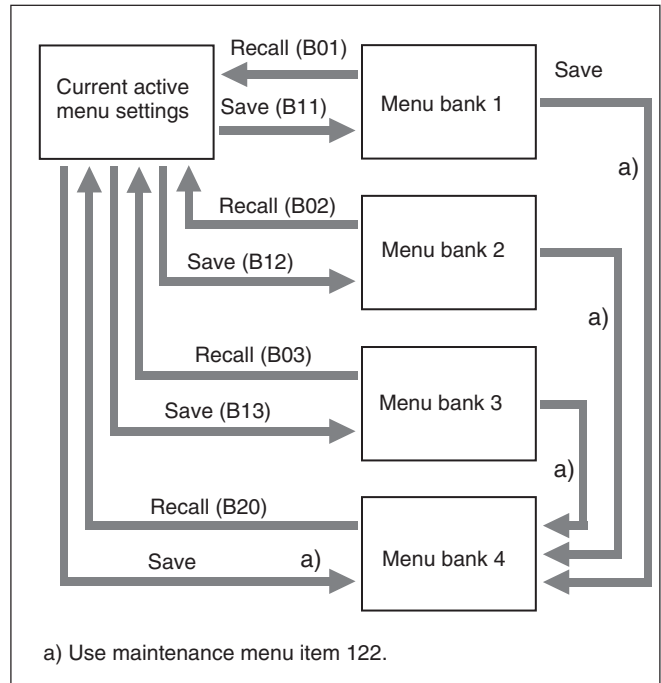 Recall (B01)
Save
Current active
menu settings
Menu bank 1
Save (B11)
a)
Recall (B02)
Menu bank 2
Save (B12)
a)
Recall (B03)
Menu bank 3
Save (B13)
a)
Recall (B20)
Save
a)
Menu bank 4
a) Use maintenance menu item 122.